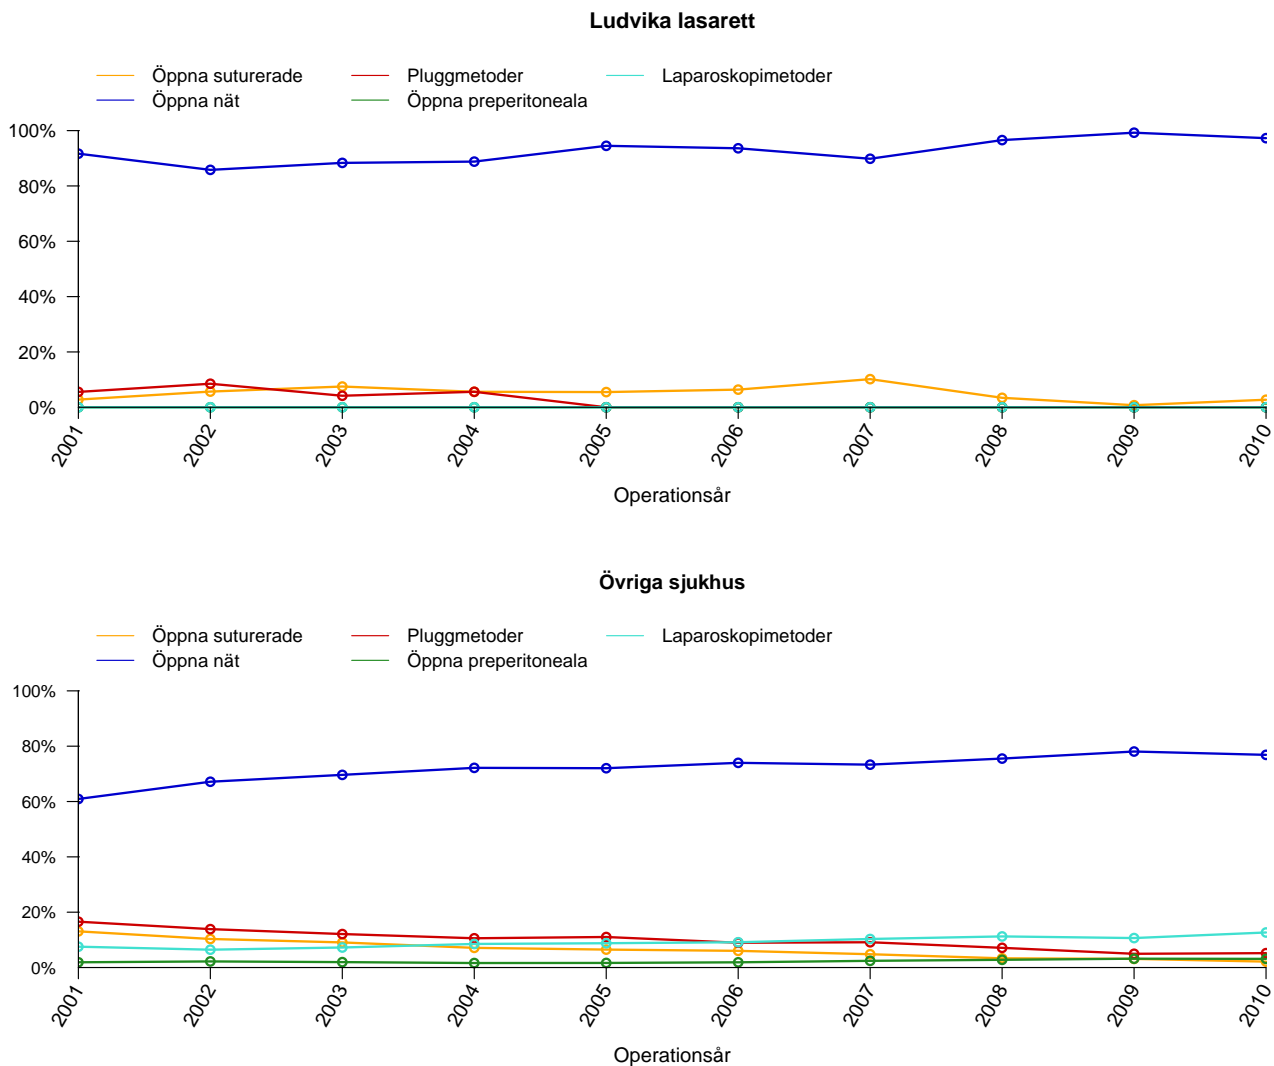 Ludvika lasarett
Öppna suturerade Pluggmetoder Laparoskopimetoder
Öppna nät Öppna preperitoneala
100%
80%
60%
40%
20%
0%
2001 2002 2003 2004 2005 2006 2007 2008 2009 2010
Operationsår
Övriga sjukhus
Öppna suturerade Pluggmetoder Laparoskopimetoder
Öppna nät Öppna preperitoneala
100%
80%
60%
40%
20%
0%
2001 2002 2003 2004 2005 2006 2007 2008 2009 2010
Operationsår